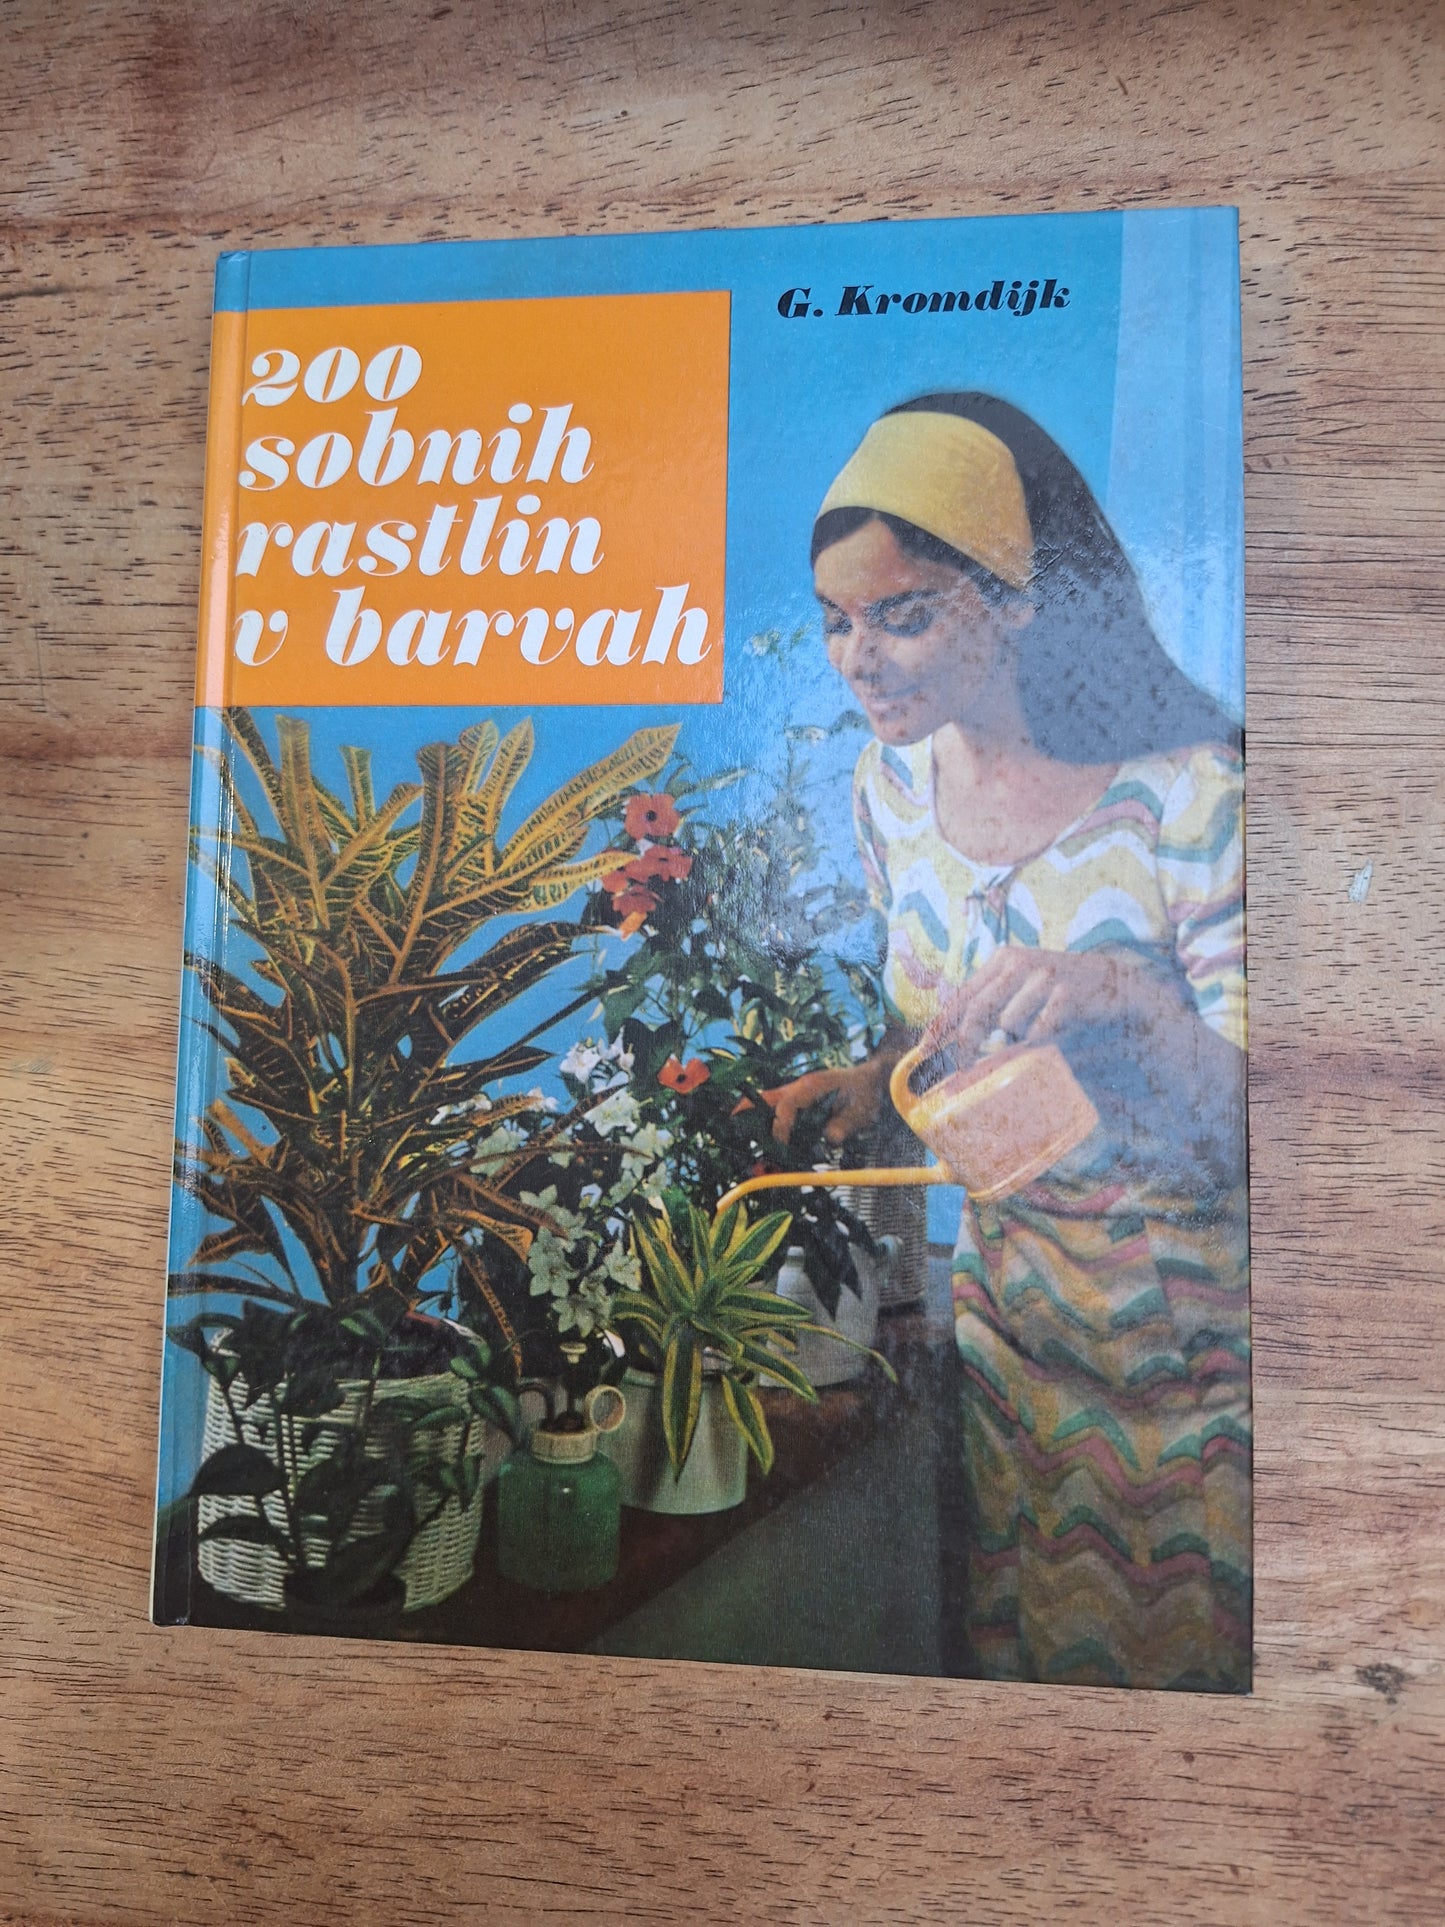 G. Kromdijk
200
sobnih
rastlin
v barvah